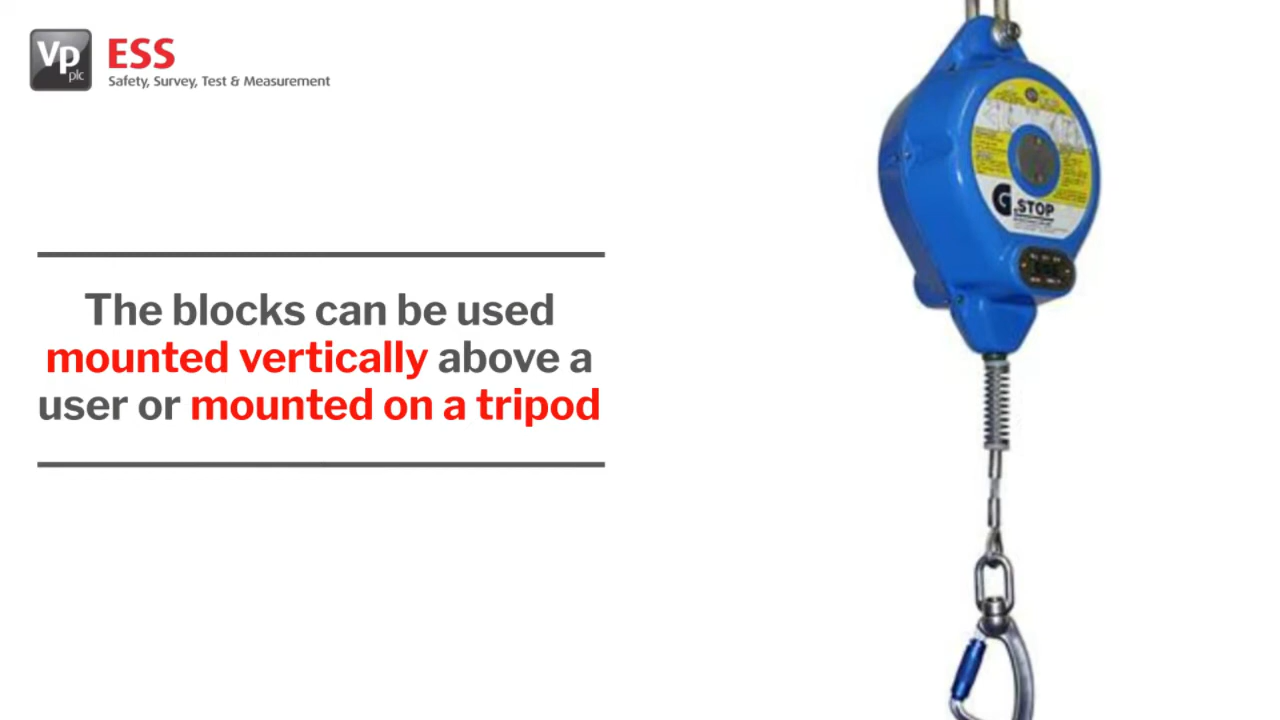 Vp
plc
ESS
Safety, Survey, Test & Measurement
The blocks can be used
mounted vertically above a
user or mounted on a tripod
G.STOP